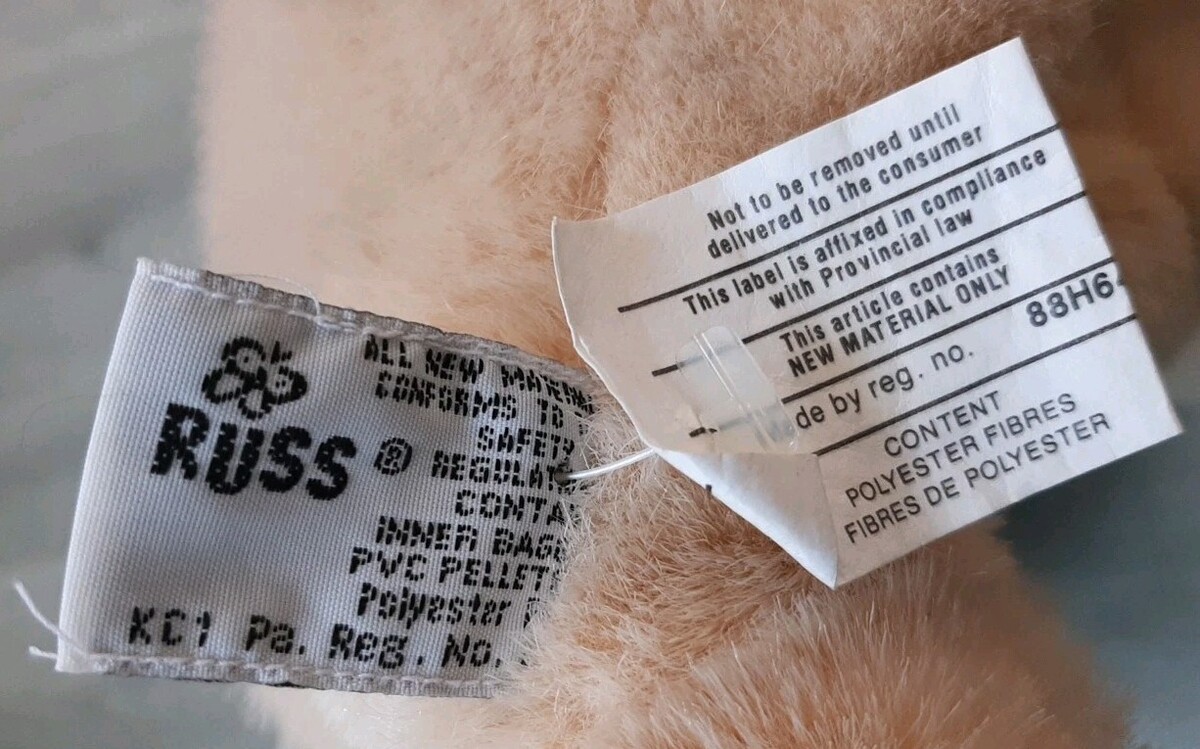 RUSS ®
ALL NEW
CONFORMS TO
SAFETY
REGULAT
CONTA
INNER BAG
PVC PELLET
Polyester
KC1 Pa. Reg. No.
Not to be removed until
delivered to the consumer
This label is affixed in compliance
with Provincial law
This article contains
NEW MATERIAL ONLY
de by reg. no. 88H6
CONTENT
POLYESTER FIBRES
FIBRES DE POLYESTER